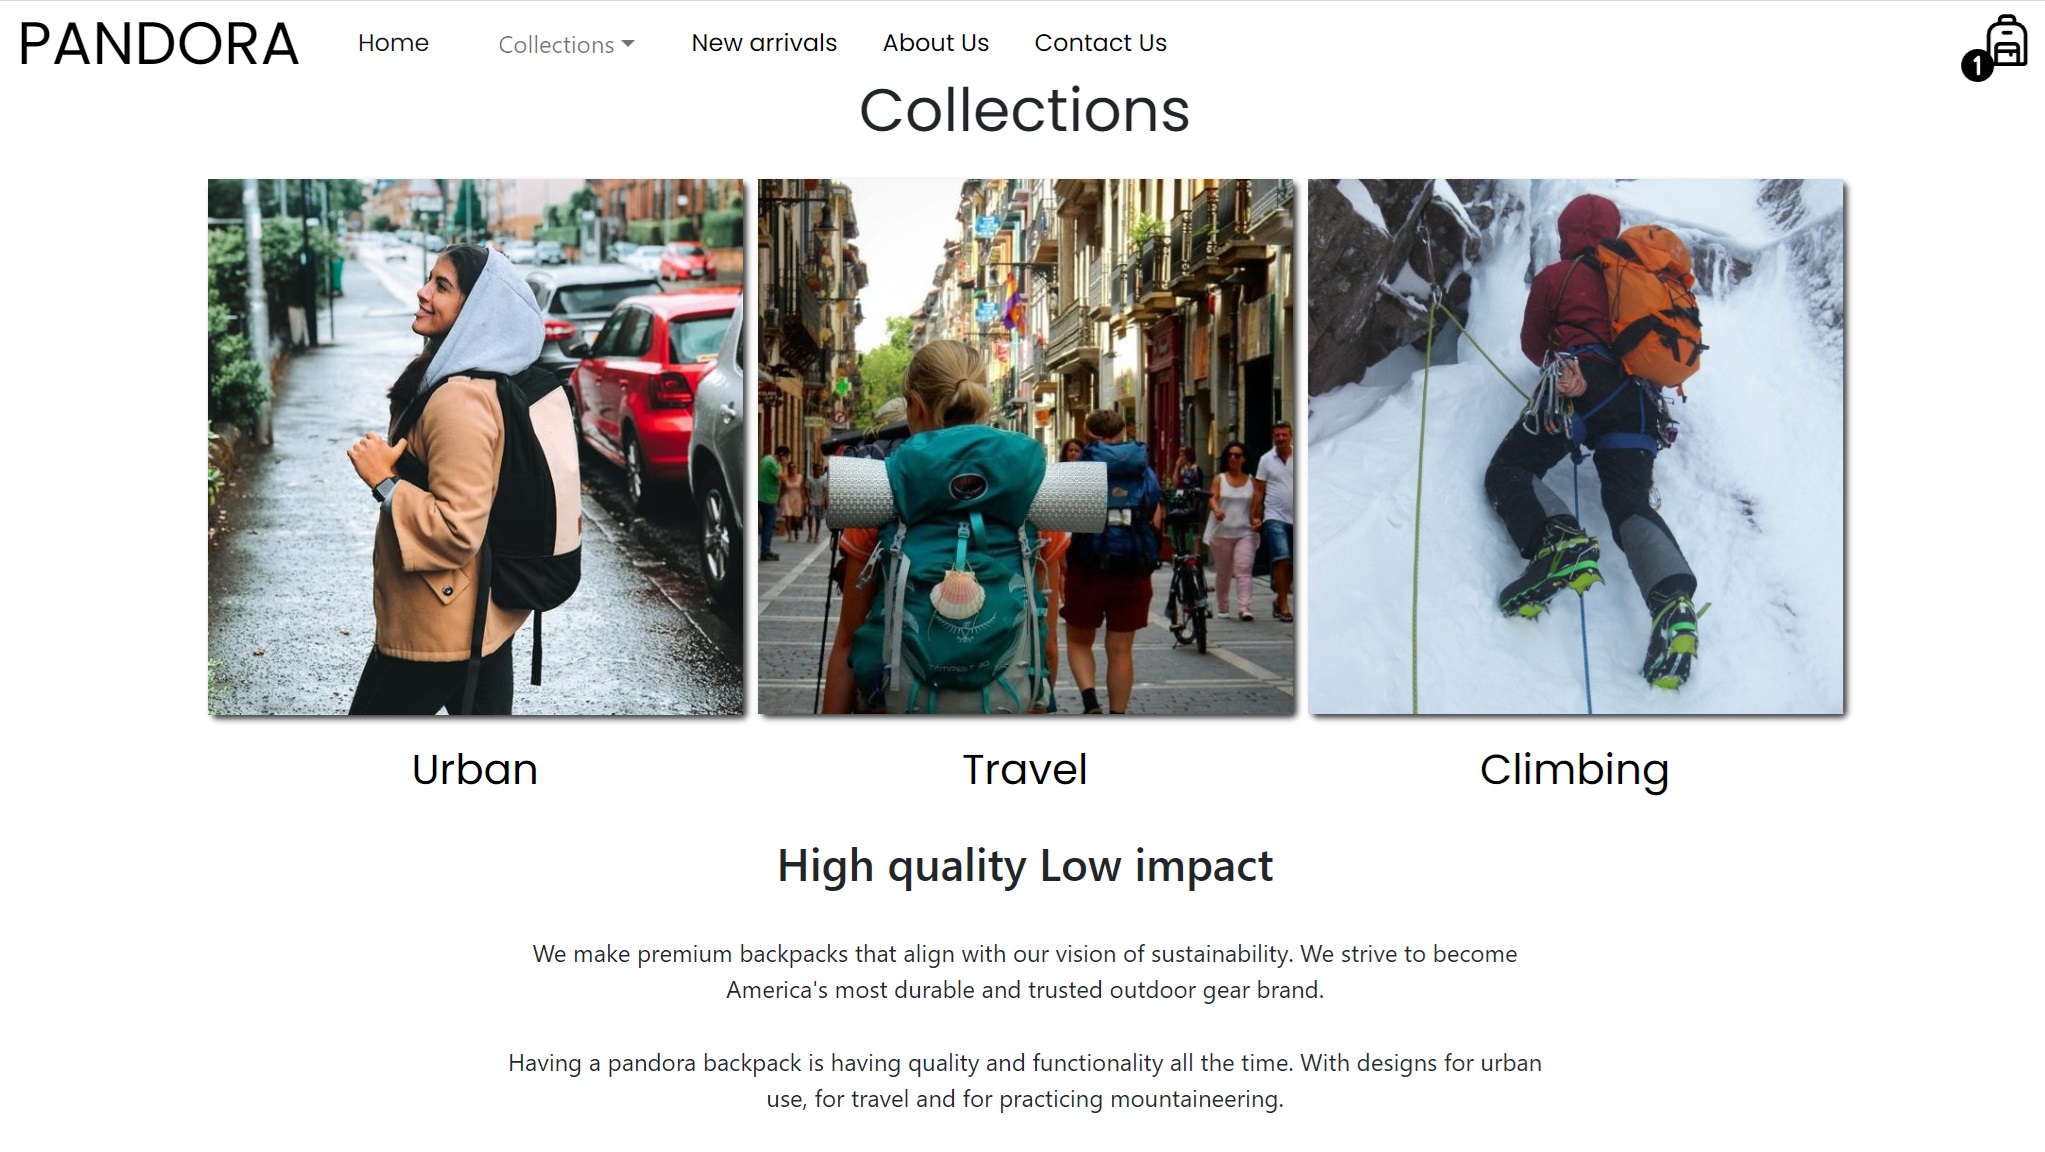 PANDORA
Home
Collections
New arrivals
About Us
Contact Us
1
Collections
TEMPEST 30
Urban
Travel
Climbing
High quality Low impact
We make premium backpacks that align with our vision of sustainability. We strive to become
America's most durable and trusted outdoor gear brand.
Having a pandora backpack is having quality and functionality all the time. With designs for urban
use, for travel and for practicing mountaineering.